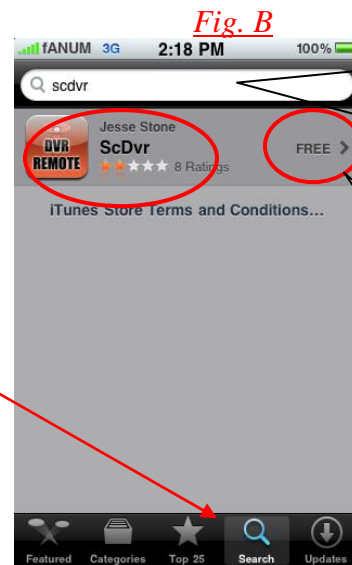 Fig. B
fANUM 3G 2:18 PM 100%
scdvr
Jesse Stone
DVR REMOTE ScDvr FREE
8 Ratings
iTunes Store Terms and Conditions...
Featured Categories Top 25 Search Updates